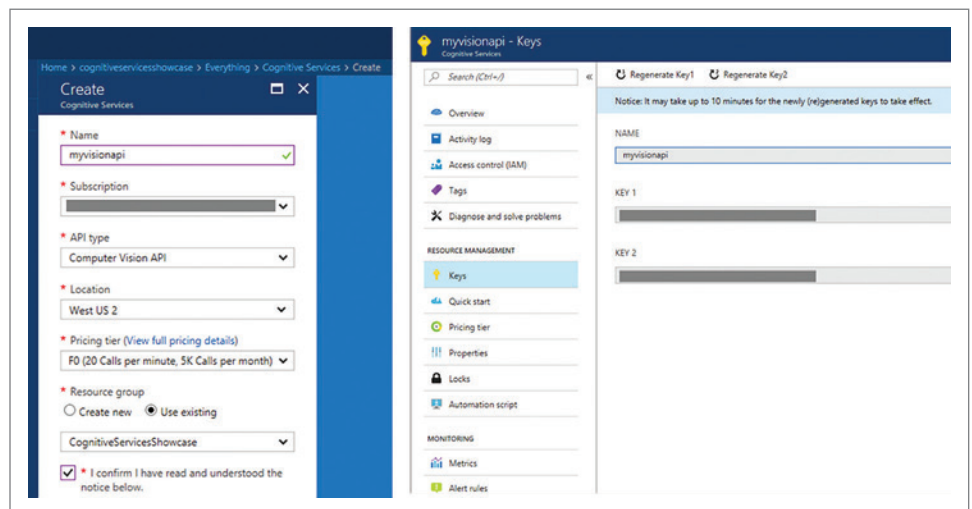 Home > cognitiveservicesshowcase > Everything > Cognitive Services > Create
Create
Cognitive Services
* Name
myvisionapi
* Subscription
* API type
Computer Vision API
* Location
West US 2
* Pricing tier (View full pricing details)
F0 (20 Calls per minute, 5K Calls per month)
* Resource group
Create new Use existing
CognitiveServicesShowcase
* I confirm I have read and understood the
notice below.
myvisionapi - Keys
Cognitive Services
Search (Ctrl+/)
Overview
Activity log
Access control (IAM)
Tags
Diagnose and solve problems
RESOURCE MANAGEMENT
Keys
Quick start
Pricing tier
Properties
Locks
Automation script
MONITORING
Metrics
Alert rules
Regenerate Key1 Regenerate Key2
Notice: It may take up to 10 minutes for the newly (re)generated keys to take effect.
NAME
myvisionapi
KEY 1
KEY 2